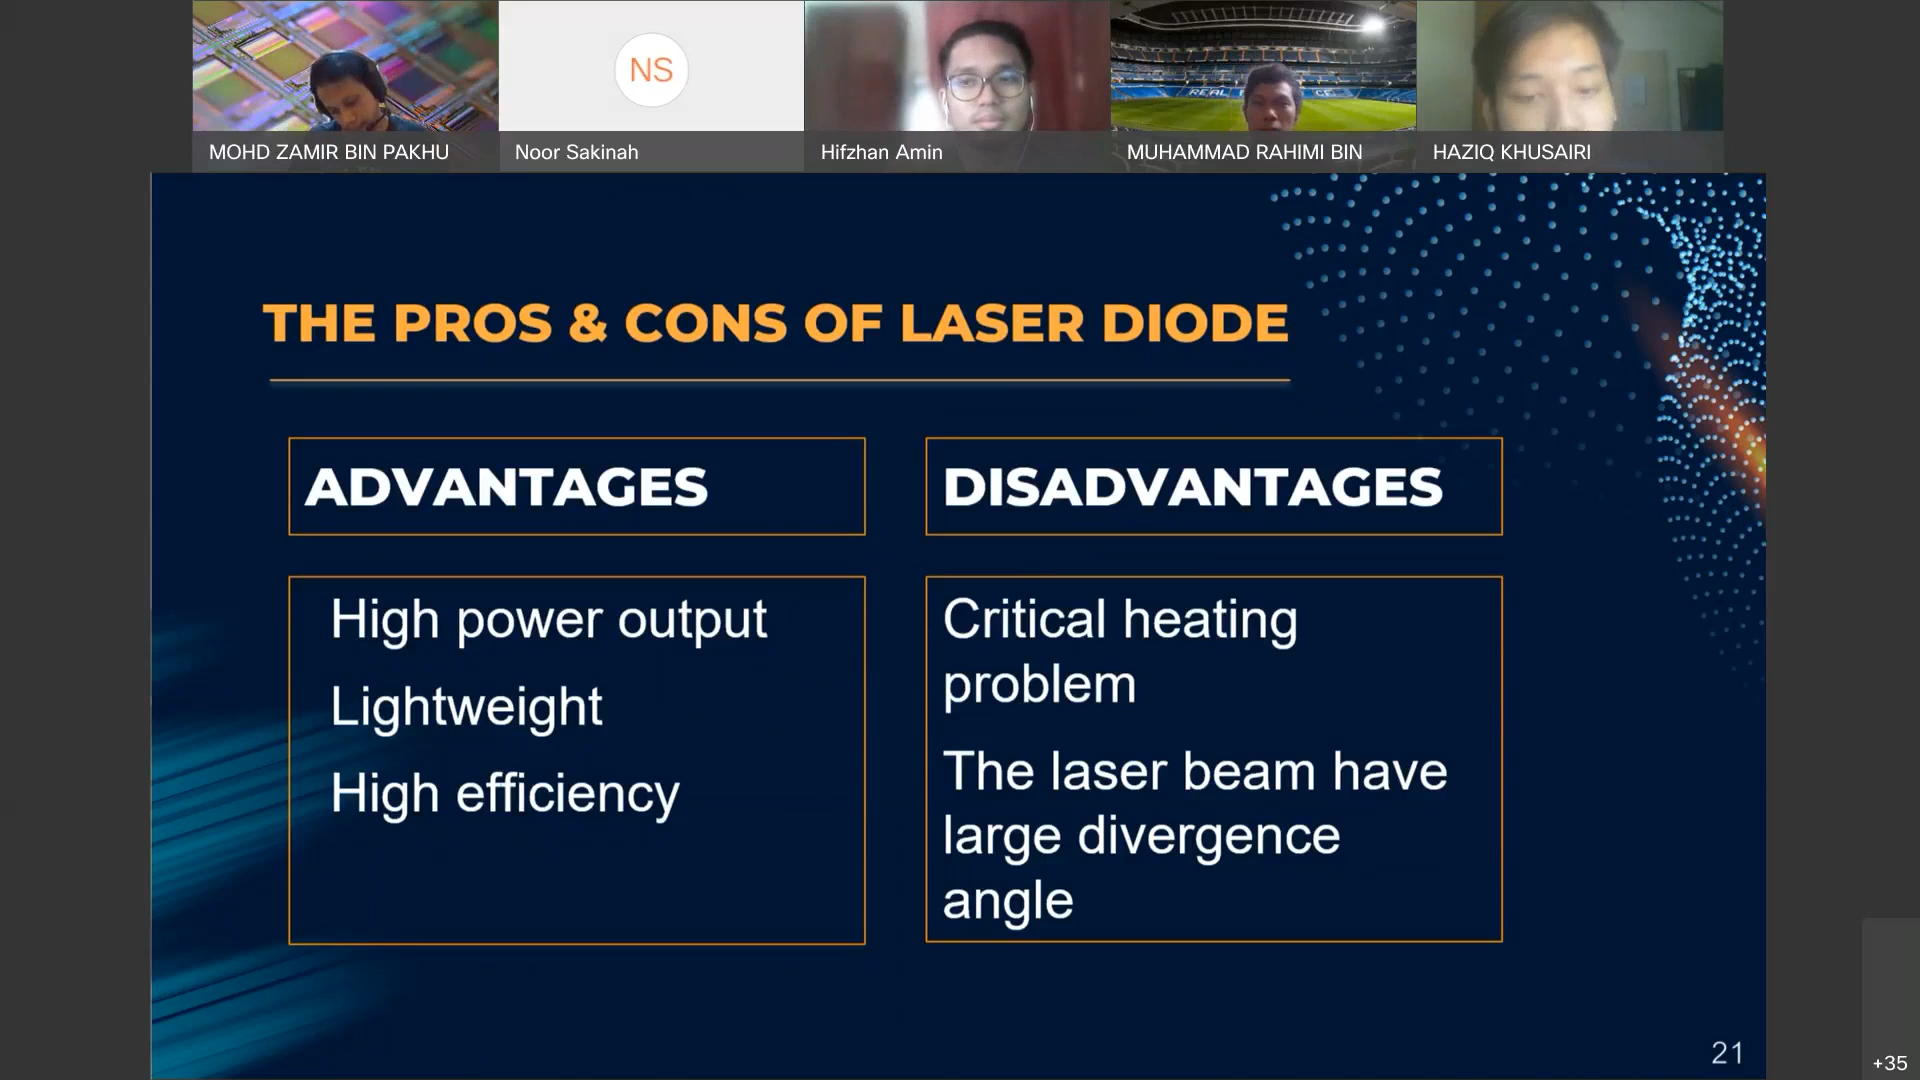 NS
MOHD ZAMIR BIN PAKHU
Noor Sakinah
Hifzhan Amin
MUHAMMAD RAHIMI BIN
HAZIQ KHUSAIRI
THE PROS & CONS OF LASER DIODE
ADVANTAGES
High power output
Lightweight
High efficiency
DISADVANTAGES
Critical heating
problem
The laser beam have
large divergence
angle
21
+35